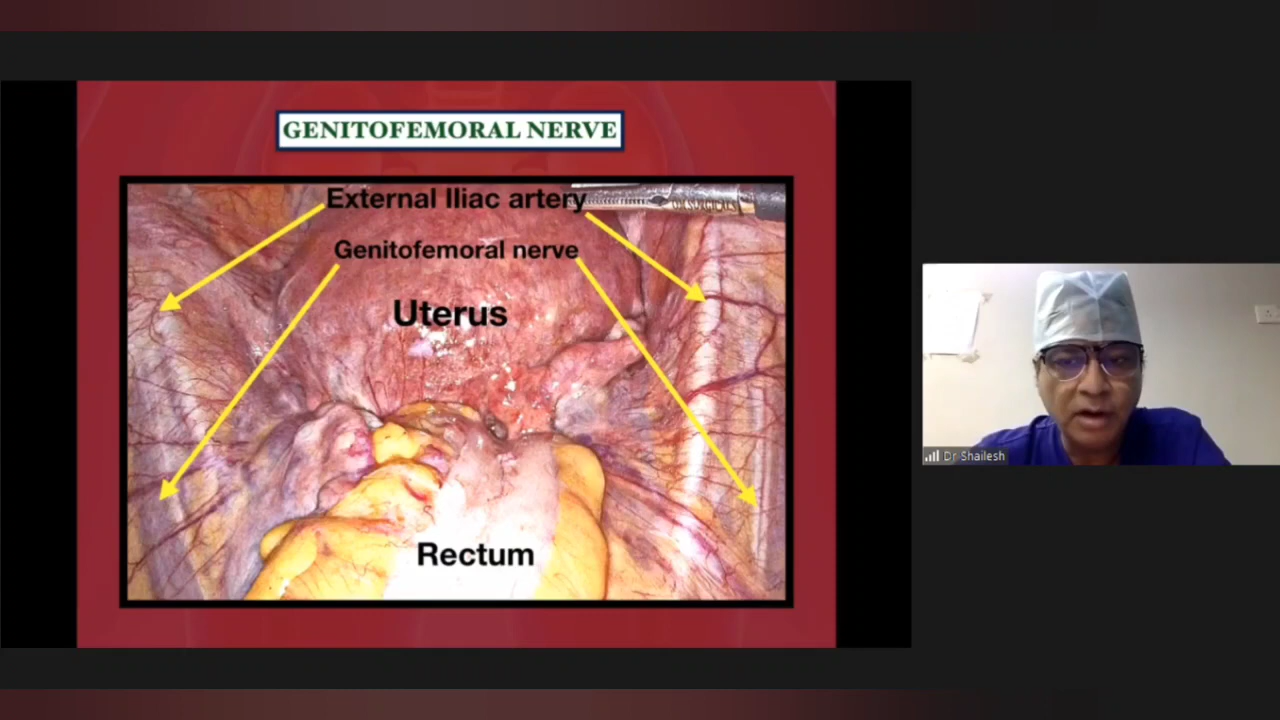 GENITOFEMORAL NERVE
External Iliac artery
Genitofemoral nerve
Uterus
Rectum
Dr Shailesh